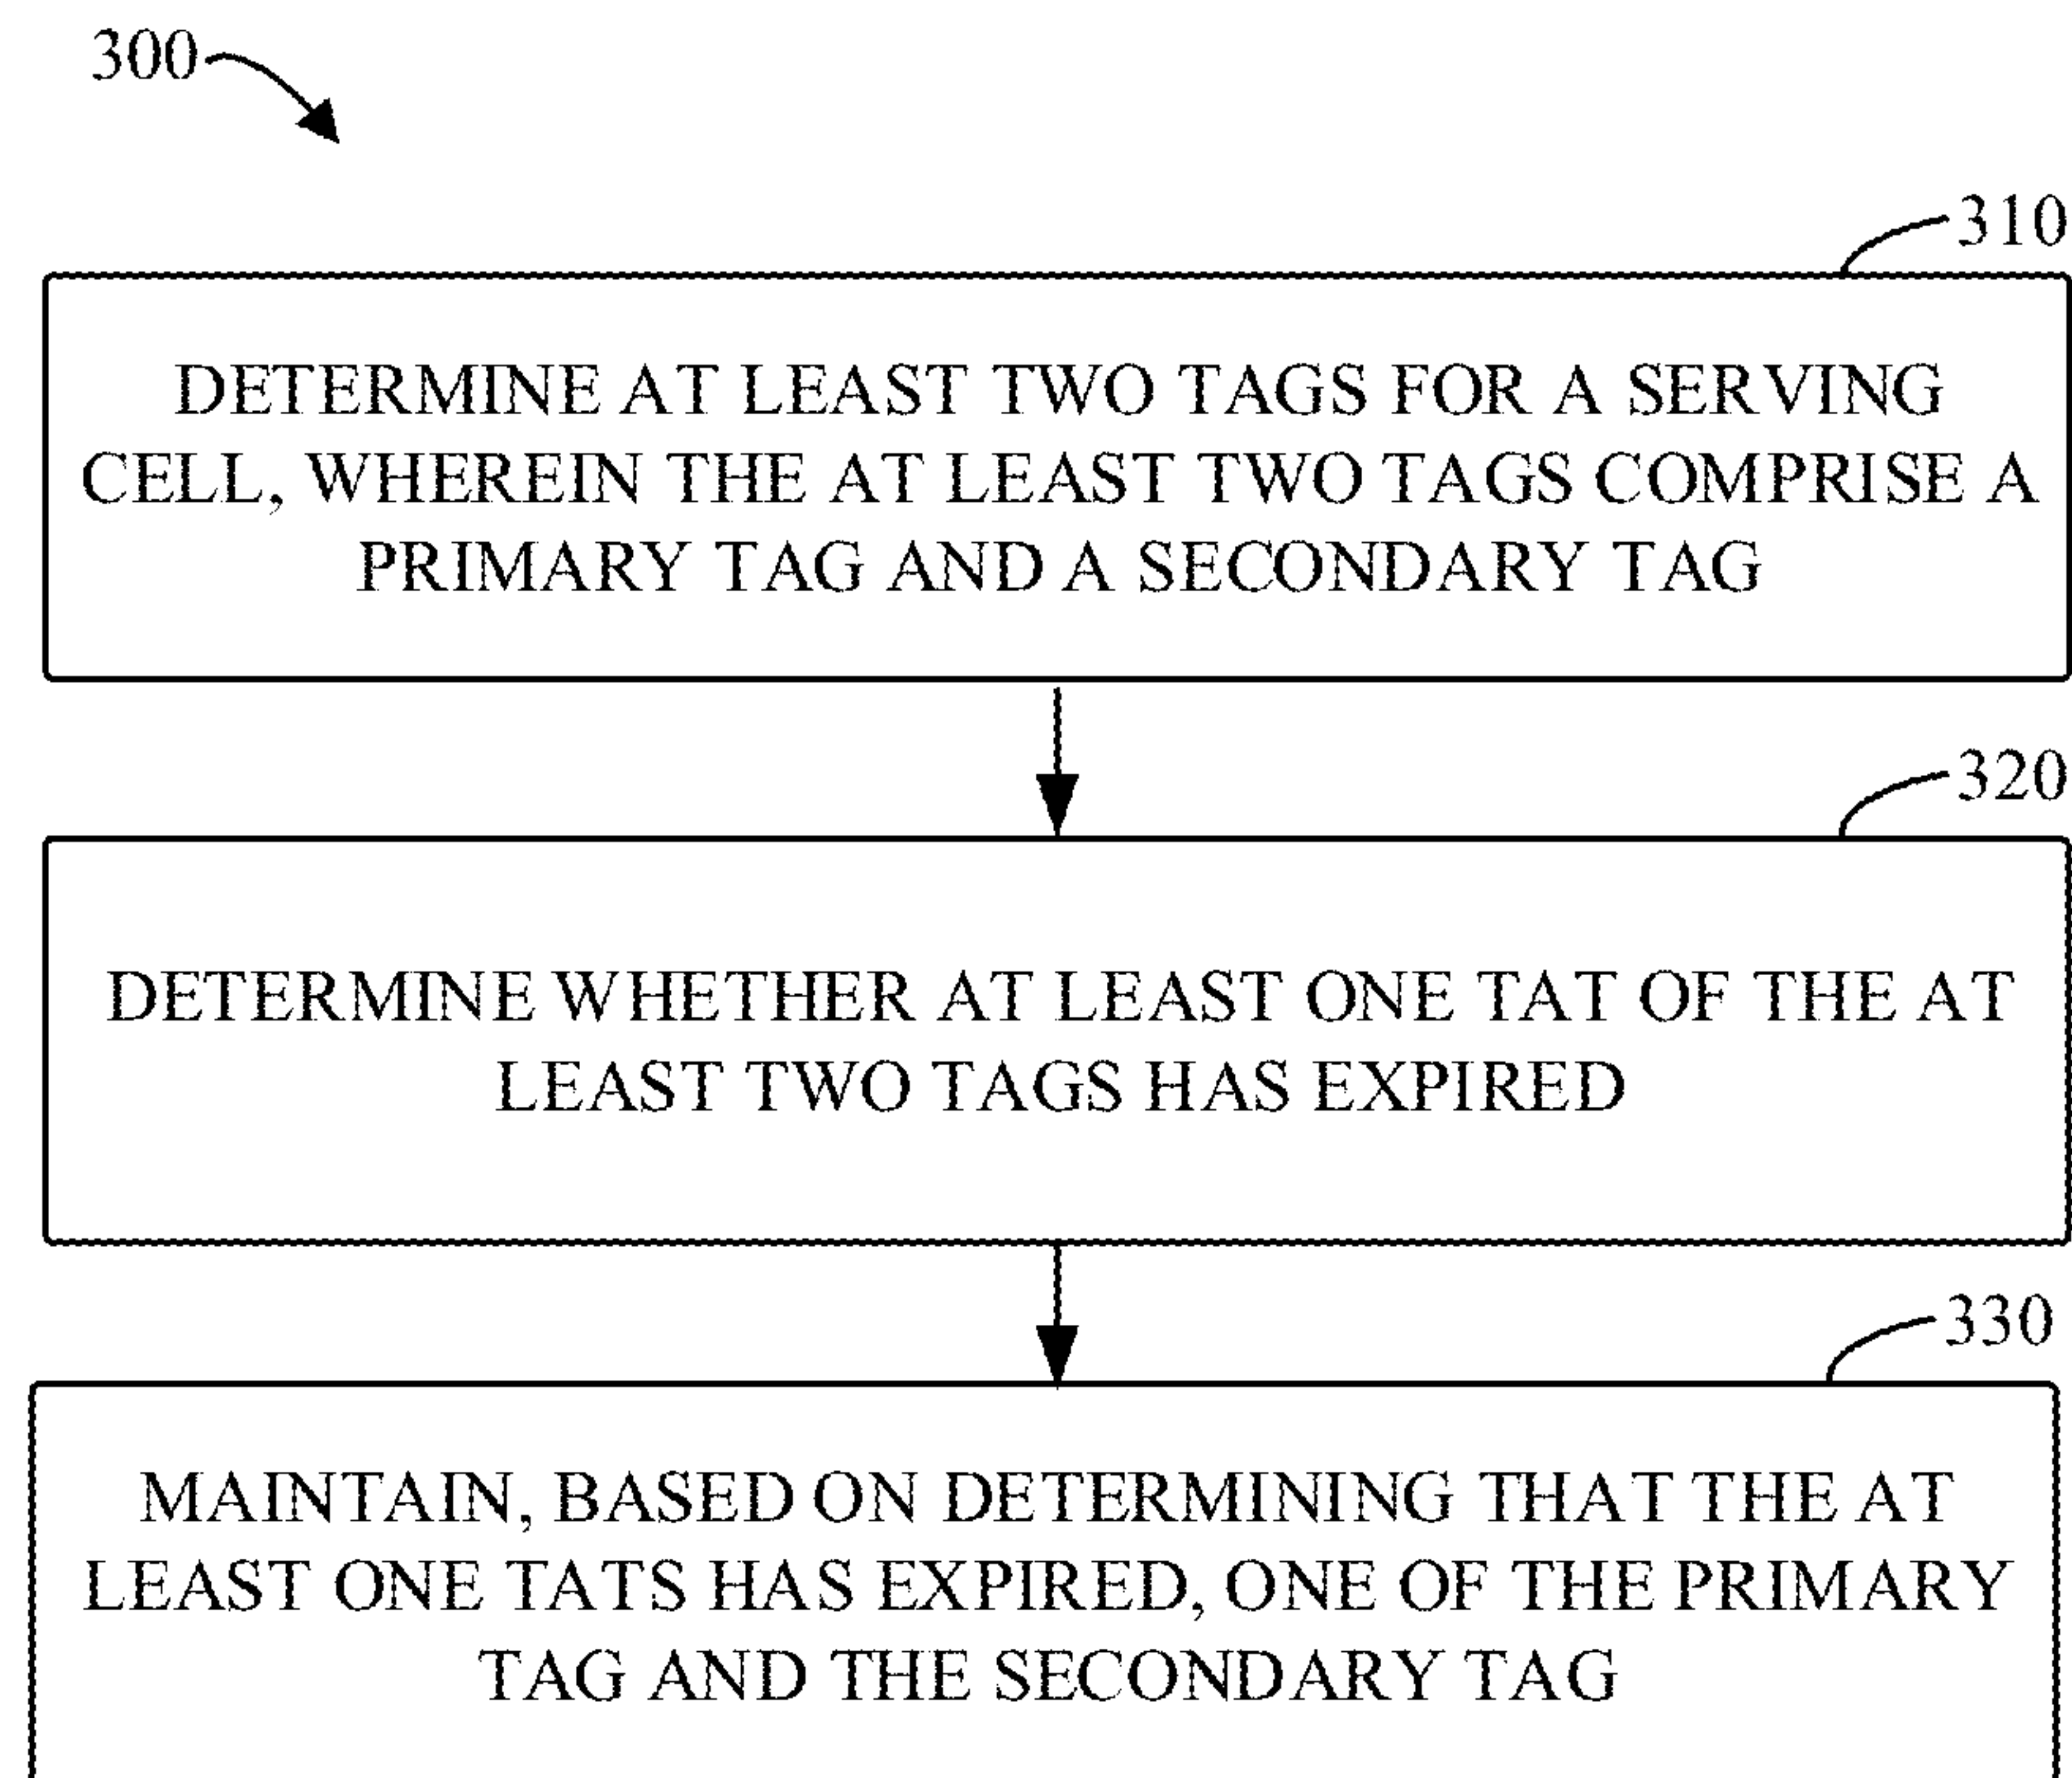 300
310
DETERMINE AT LEAST TWO TAGS FOR A SERVING
CELL, WHEREIN THE AT LEAST TWO TAGS COMPRISE A
PRIMARY TAG AND A SECONDARY TAG
320
DETERMINE WHETHER AT LEAST ONE TAT OF THE AT
LEAST TWO TAGS HAS EXPIRED
330
MAINTAIN, BASED ON DETERMINING THAT THE AT
LEAST ONE TATS HAS EXPIRED, ONE OF THE PRIMARY
TAG AND THE SECONDARY TAG